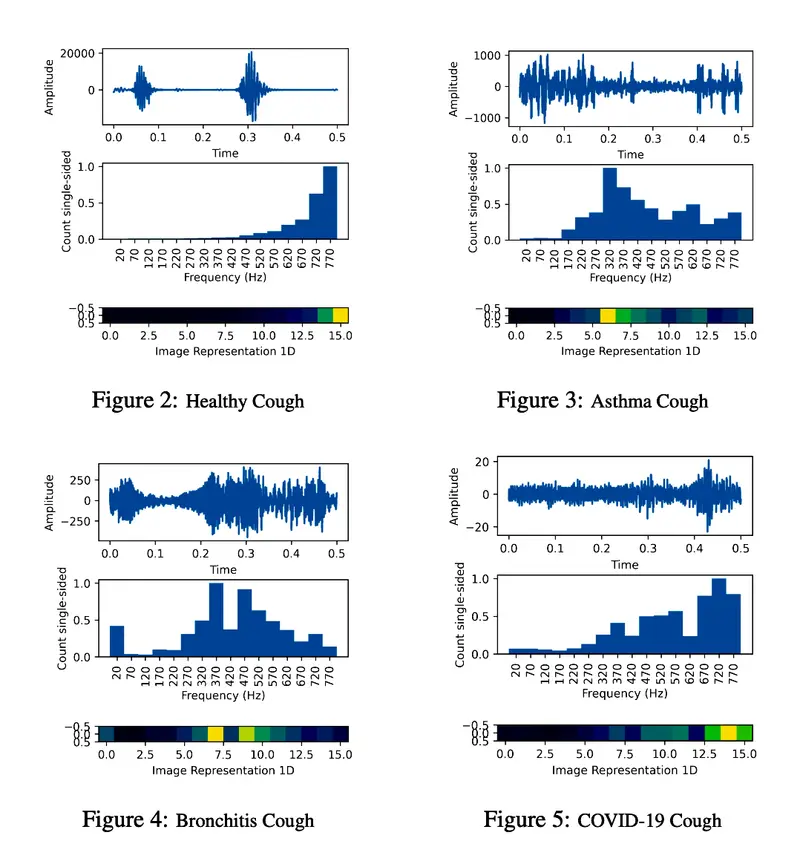 20000
0
Amplitude
0.0 0.1 0.2 0.3 0.4 0.5
Time
1.0
0.5
0.0
Count single-sided
20 70 120 170 220 270 320 370 420 470 520 570 620 670 720 770
Frequency (Hz)
−0.5
0.0
0.5
0.0 2.5 5.0 7.5 10.0 12.5 15.0
Image Representation 1D
Figure 2: Healthy Cough
1000
0
−1000
Amplitude
0.0 0.1 0.2 0.3 0.4 0.5
Time
1.0
0.5
0.0
Count single-sided
20 70 120 170 220 270 320 370 420 470 520 570 620 670 720 770
Frequency (Hz)
−0.5
0.0
0.5
0.0 2.5 5.0 7.5 10.0 12.5 15.0
Image Representation 1D
Figure 3: Asthma Cough
250
0
−250
Amplitude
0.0 0.1 0.2 0.3 0.4 0.5
Time
1.0
0.5
0.0
Count single-sided
20 70 120 170 220 270 320 370 420 470 520 570 620 670 720 770
Frequency (Hz)
−0.5
0.0
0.5
0.0 2.5 5.0 7.5 10.0 12.5 15.0
Image Representation 1D
Figure 4: Bronchitis Cough
20
0
−20
Amplitude
0.0 0.1 0.2 0.3 0.4 0.5
Time
1.0
0.5
0.0
Count single-sided
20 70 120 170 220 270 320 370 420 470 520 570 620 670 720 770
Frequency (Hz)
−0.5
0.0
0.5
0.0 2.5 5.0 7.5 10.0 12.5 15.0
Image Representation 1D
Figure 5: COVID-19 Cough